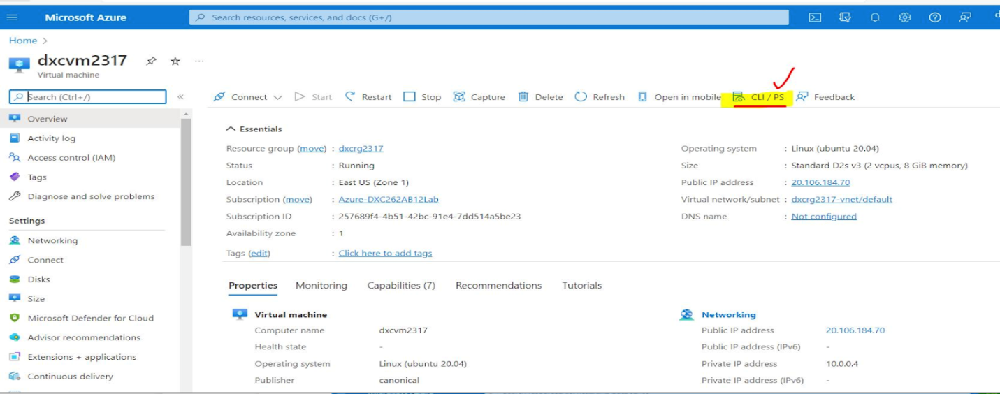 Microsoft Azure
Search resources, services, and docs (G+/)
Home >
dxcvm2317
Virtual machine
Search (Ctrl+/)
Connect
Start
Restart
Stop
Capture
Delete
Refresh
Open in mobile
CLI / PS
Feedback
Overview
Activity log
Access control (IAM)
Tags
Diagnose and solve problems
Settings
Networking
Connect
Disks
Size
Microsoft Defender for Cloud
Advisor recommendations
Extensions + applications
Continuous delivery
Essentials
Resource group (move) : dxcrg2317
Status : Running
Location : East US (Zone 1)
Subscription (move) : Azure-DXC262AB12Lab
Subscription ID : 257689f4-4b51-42bc-91e4-7dd514a5be23
Availability zone : 1
Tags (edit) : Click here to add tags
Operating system : Linux (ubuntu 20.04)
Size : Standard D2s v3 (2 vcpus, 8 GiB memory)
Public IP address : 20.106.184.70
Virtual network/subnet : dxcrg2317-vnet/default
DNS name : Not configured
Properties
Monitoring
Capabilities (7)
Recommendations
Tutorials
Virtual machine
Computer name dxcvm2317
Health state -
Operating system Linux (ubuntu 20.04)
Publisher canonical
Networking
Public IP address 20.106.184.70
Public IP address (IPv6) -
Private IP address 10.0.0.4
Private IP address (IPv6) -